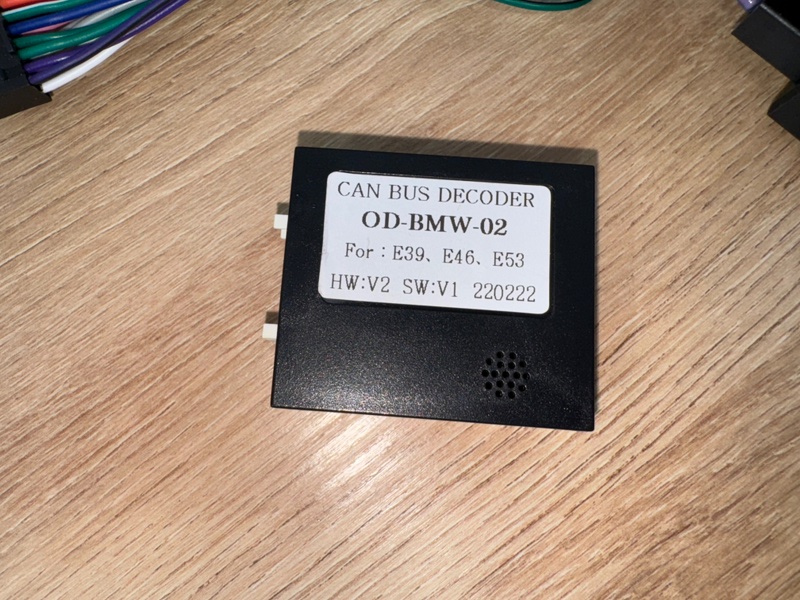 CAN BUS DECODER
OD-BMW-02
For : E39、E46、E53
HW:V2 SW:V1 220222